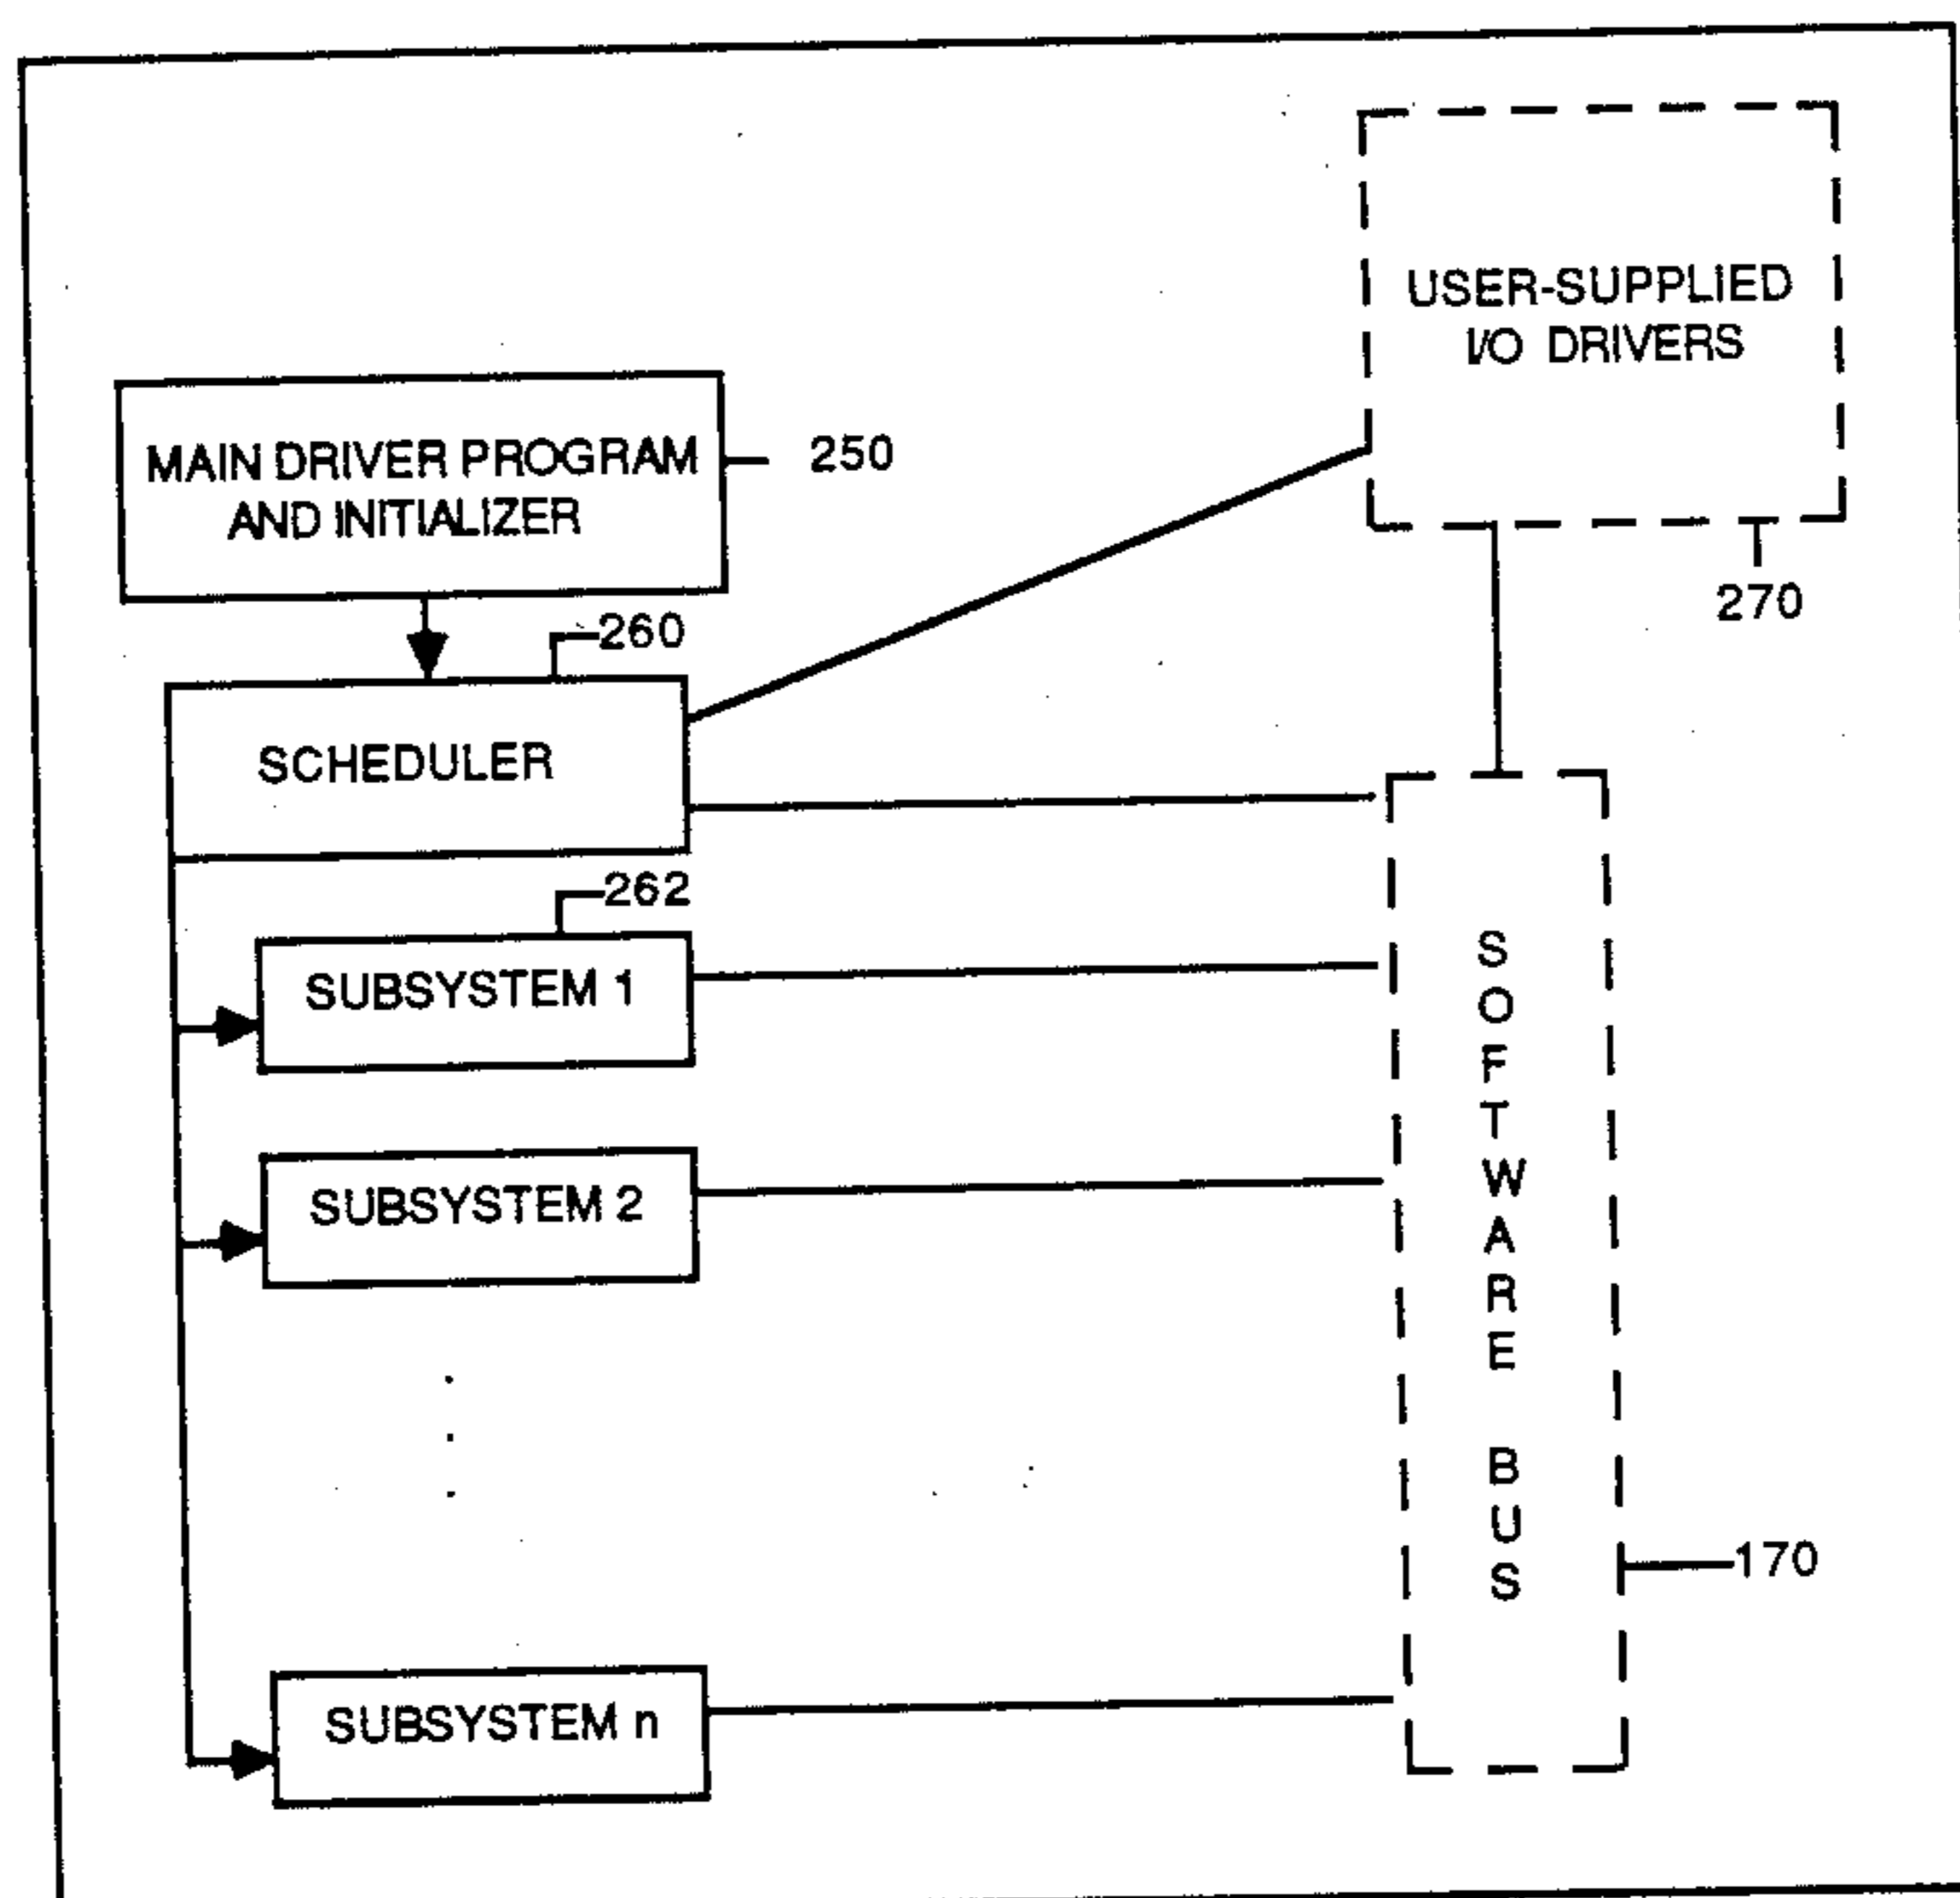 USER-SUPPLIED
I/O DRIVERS
270
MAIN DRIVER PROGRAM
AND INITIALIZER
250
260
SCHEDULER
262
SUBSYSTEM 1
SUBSYSTEM 2
SUBSYSTEM n
SOFTWARE BUS
170